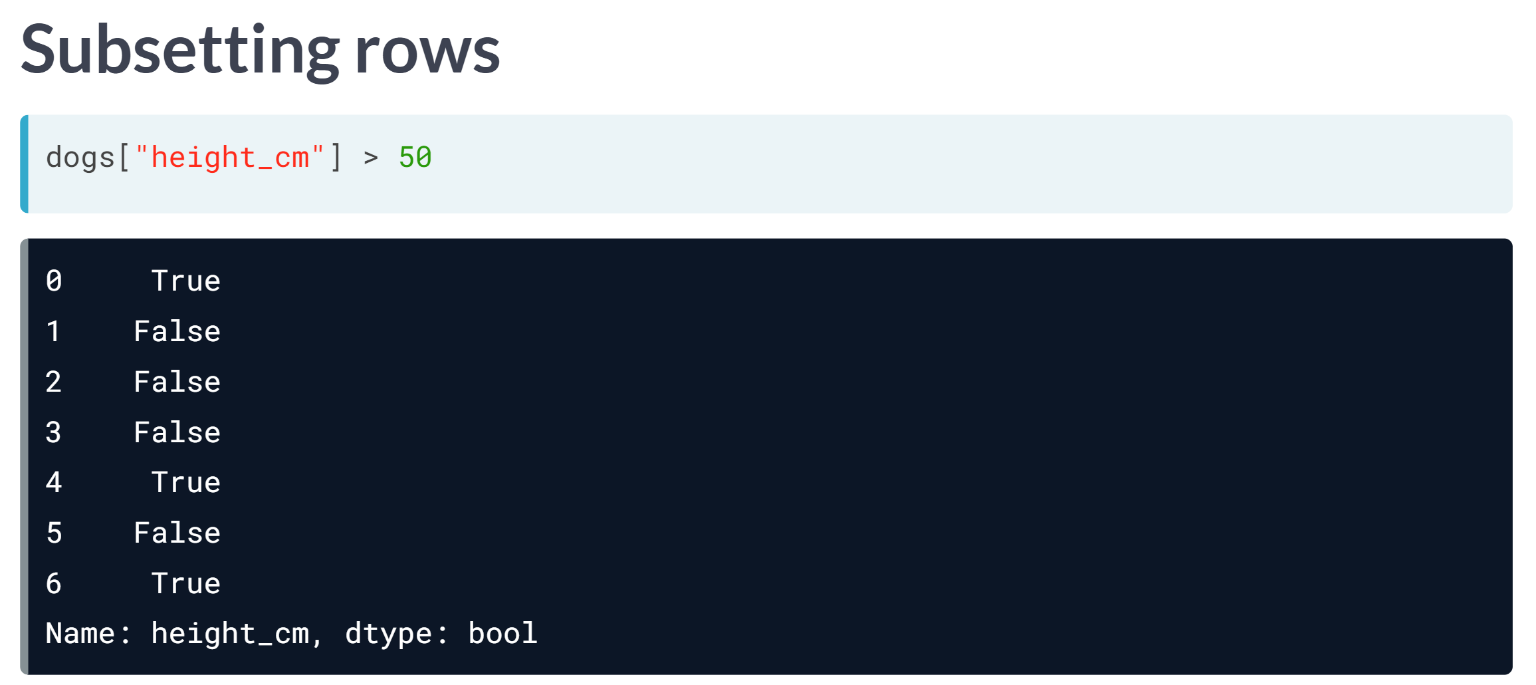 Subsetting rows
dogs["height_cm"] > 50
0     True
1    False
2    False
3    False
4     True
5    False
6     True
Name: height_cm, dtype: bool